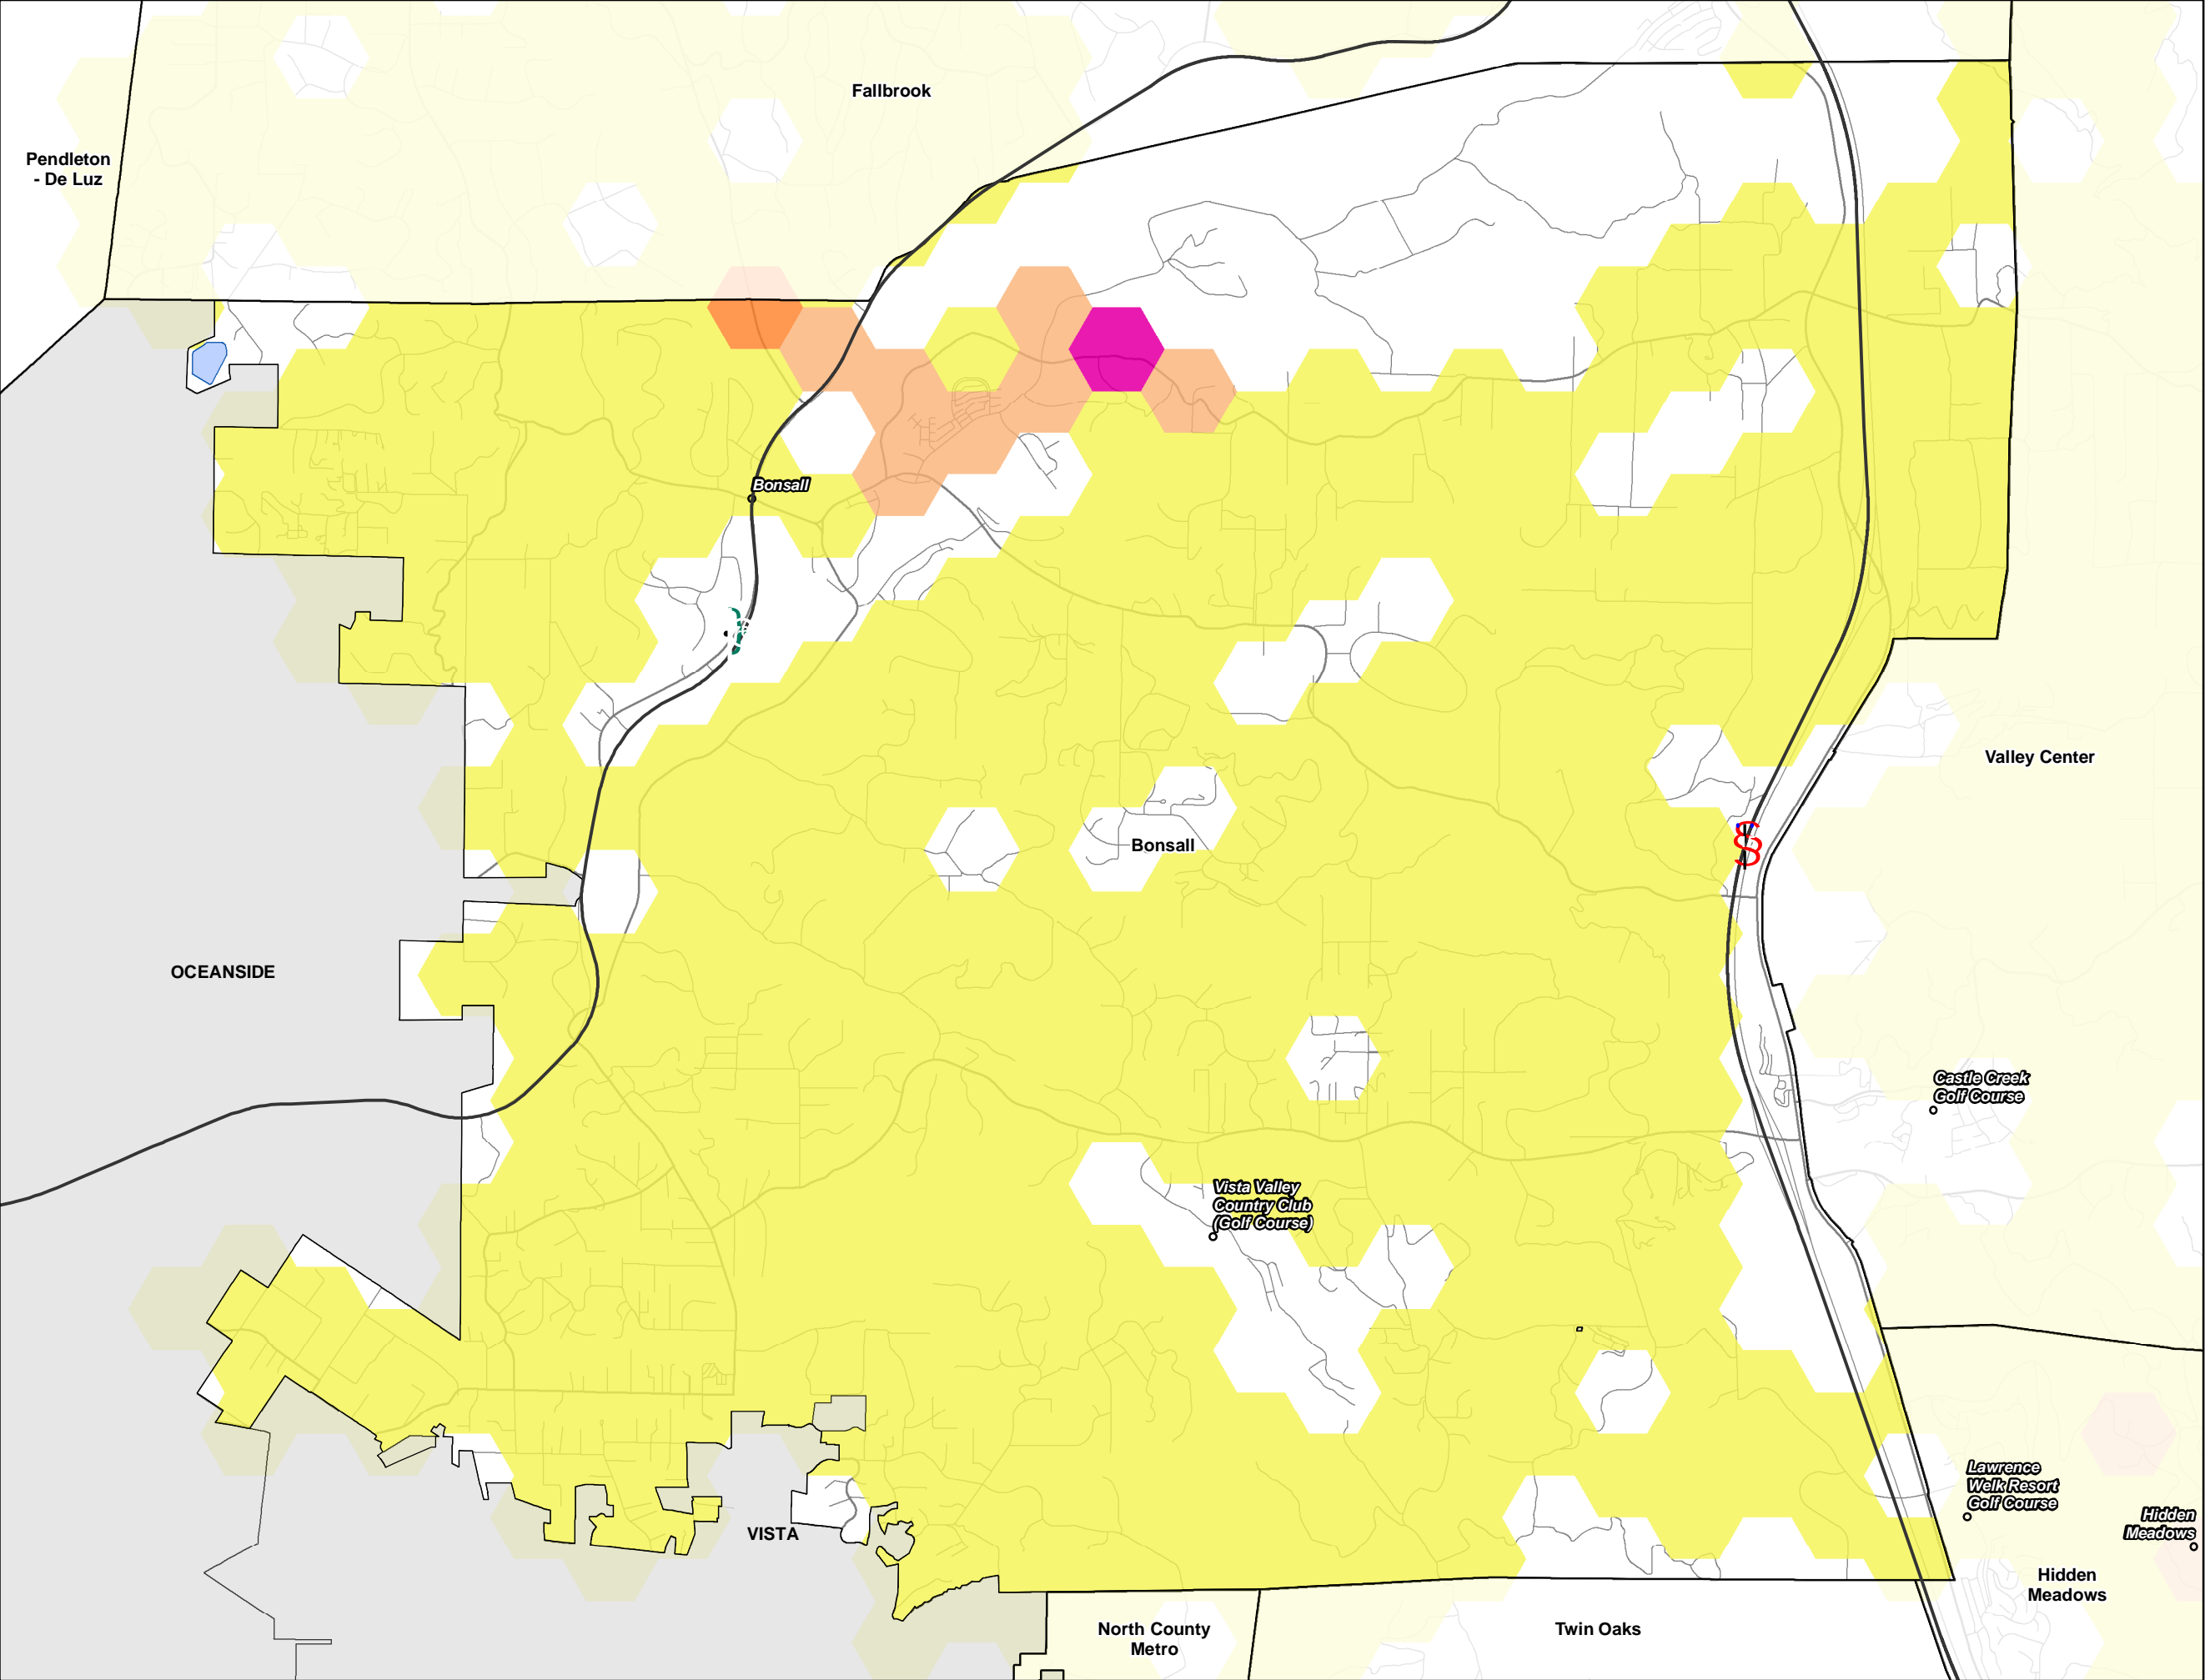 Fallbrook
Pendleton
- De Luz
Bonsall
Valley Center
Bonsall
OCEANSIDE
Castle Creek
Golf Course
Vista Valley
Country Club
(Golf Course)
Lawrence
Welk Resort
Golf Course
Hidden
Meadows
VISTA
Hidden
Meadows
North County
Metro
Twin Oaks